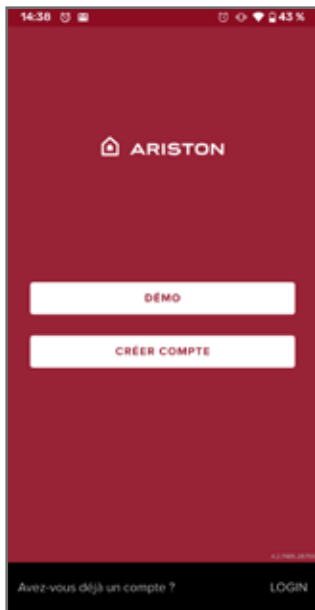 14:38 43 %
ARISTON
DÉMO
CRÉER COMPTE
Avez-vous déjà un compte ? LOGIN